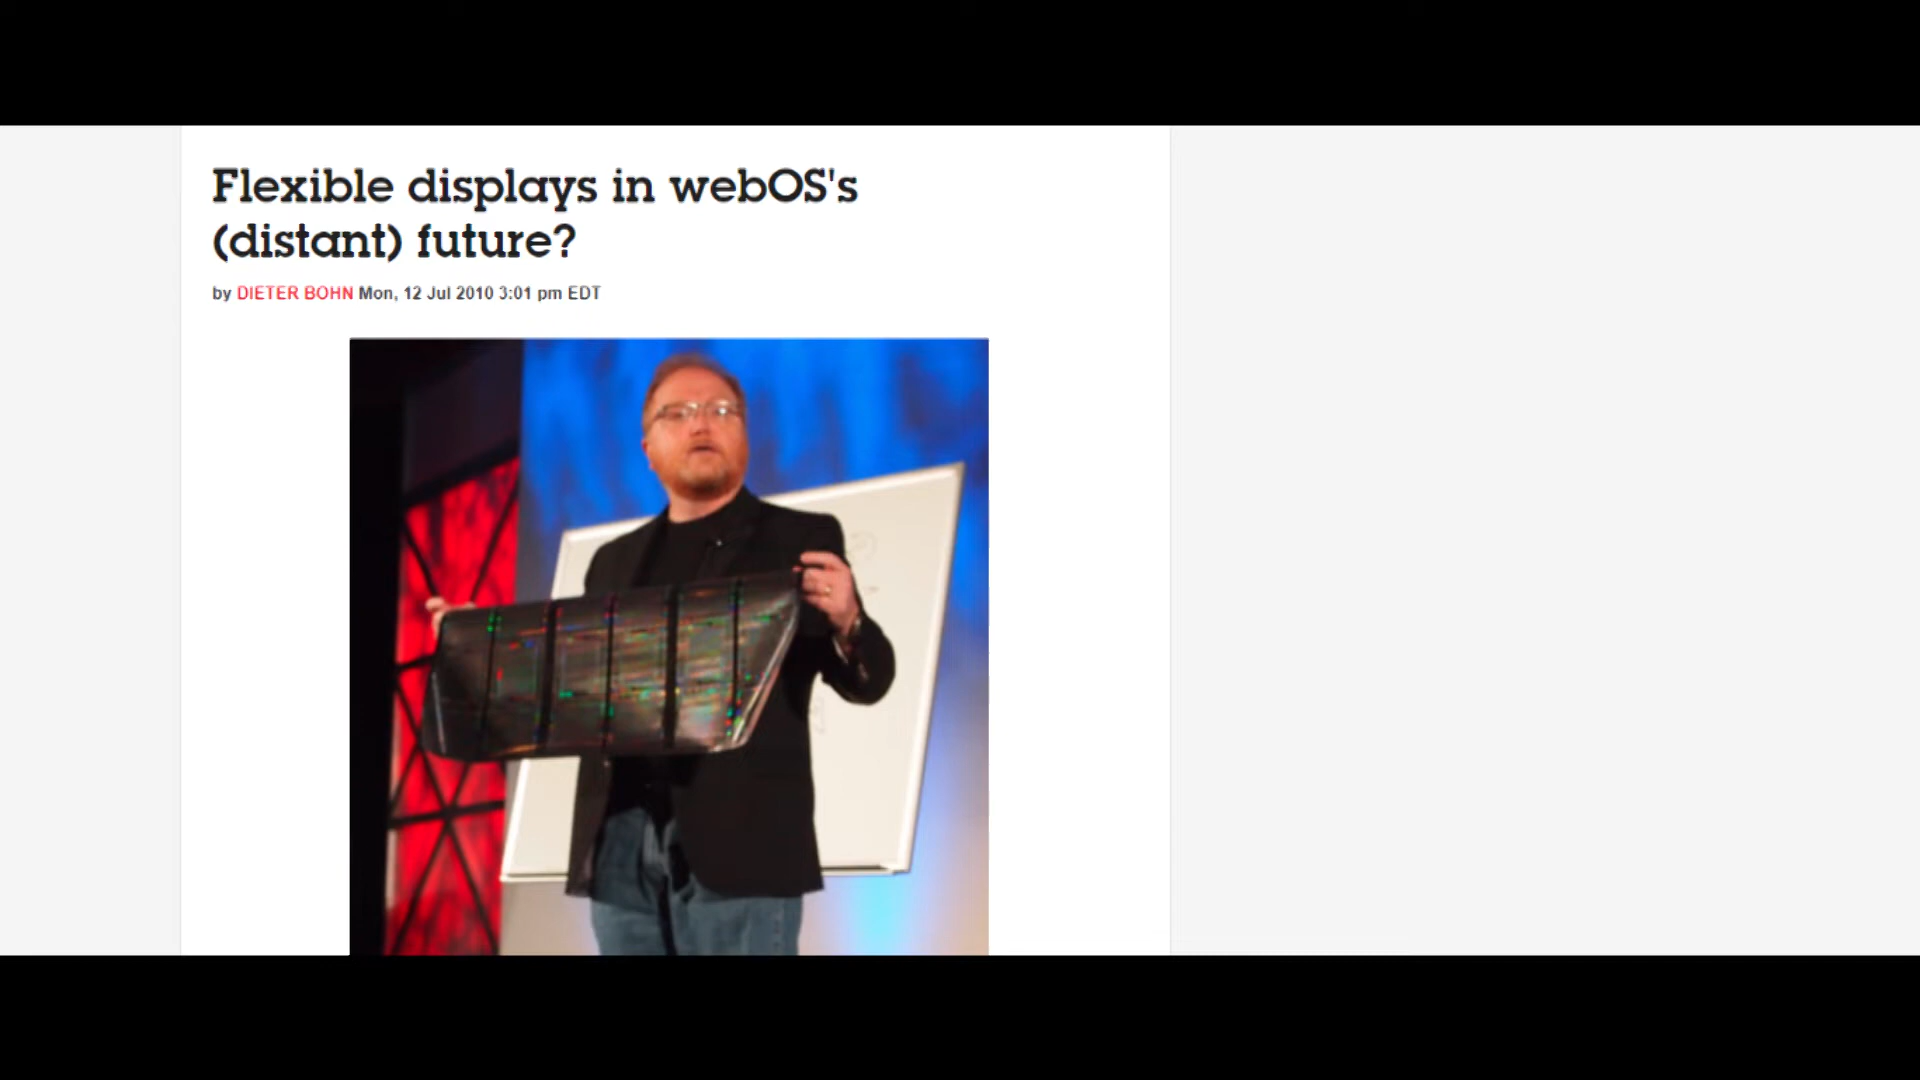 Flexible displays in webOS's
(distant) future?
by DIETER BOHN Mon, 12 Jul 2010 3:01 pm EDT